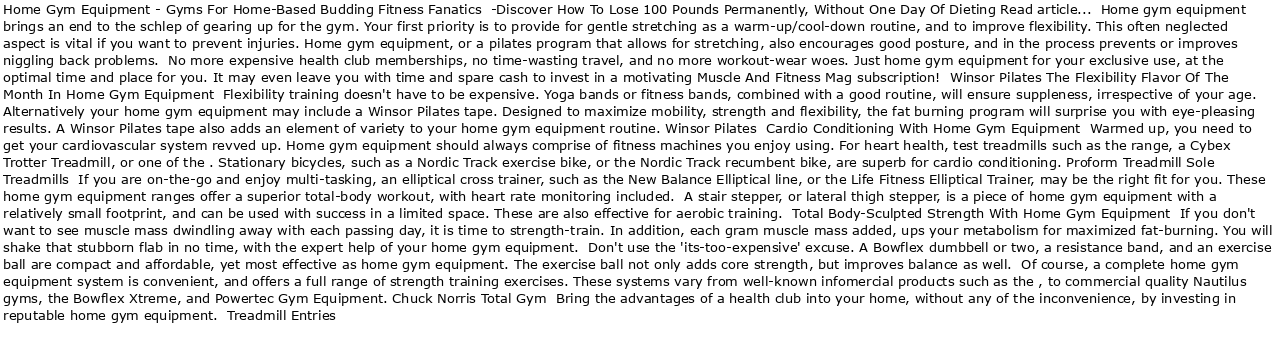 Home Gym Equipment - Gyms For Home-Based Budding Fitness Fanatics  -Discover How To Lose 100 Pounds Permanently, Without One Day Of Dieting Read article...  Home gym equipment
brings an end to the schlep of gearing up for the gym. Your first priority is to provide for gentle stretching as a warm-up/cool-down routine, and to improve flexibility. This often neglected
aspect is vital if you want to prevent injuries. Home gym equipment, or a pilates program that allows for stretching, also encourages good posture, and in the process prevents or improves
niggling back problems.  No more expensive health club memberships, no time-wasting travel, and no more workout-wear woes. Just home gym equipment for your exclusive use, at the
optimal time and place for you. It may even leave you with time and spare cash to invest in a motivating Muscle And Fitness Mag subscription!  Winsor Pilates The Flexibility Flavor Of The
Month In Home Gym Equipment  Flexibility training doesn't have to be expensive. Yoga bands or fitness bands, combined with a good routine, will ensure suppleness, irrespective of your age.
Alternatively your home gym equipment may include a Winsor Pilates tape. Designed to maximize mobility, strength and flexibility, the fat burning program will surprise you with eye-pleasing
results. A Winsor Pilates tape also adds an element of variety to your home gym equipment routine. Winsor Pilates  Cardio Conditioning With Home Gym Equipment  Warmed up, you need to
get your cardiovascular system revved up. Home gym equipment should always comprise of fitness machines you enjoy using. For heart health, test treadmills such as the range, a Cybex
Trotter Treadmill, or one of the . Stationary bicycles, such as a Nordic Track exercise bike, or the Nordic Track recumbent bike, are superb for cardio conditioning. Proform Treadmill Sole
Treadmills  If you are on-the-go and enjoy multi-tasking, an elliptical cross trainer, such as the New Balance Elliptical line, or the Life Fitness Elliptical Trainer, may be the right fit for you. These
home gym equipment ranges offer a superior total-body workout, with heart rate monitoring included.  A stair stepper, or lateral thigh stepper, is a piece of home gym equipment with a
relatively small footprint, and can be used with success in a limited space. These are also effective for aerobic training.  Total Body-Sculpted Strength With Home Gym Equipment  If you don't
want to see muscle mass dwindling away with each passing day, it is time to strength-train. In addition, each gram muscle mass added, ups your metabolism for maximized fat-burning. You will
shake that stubborn flab in no time, with the expert help of your home gym equipment.  Don't use the 'its-too-expensive' excuse. A Bowflex dumbbell or two, a resistance band, and an exercise
ball are compact and affordable, yet most effective as home gym equipment. The exercise ball not only adds core strength, but improves balance as well.  Of course, a complete home gym
equipment system is convenient, and offers a full range of strength training exercises. These systems vary from well-known infomercial products such as the , to commercial quality Nautilus
gyms, the Bowflex Xtreme, and Powertec Gym Equipment. Chuck Norris Total Gym  Bring the advantages of a health club into your home, without any of the inconvenience, by investing in
reputable home gym equipment.  Treadmill Entries